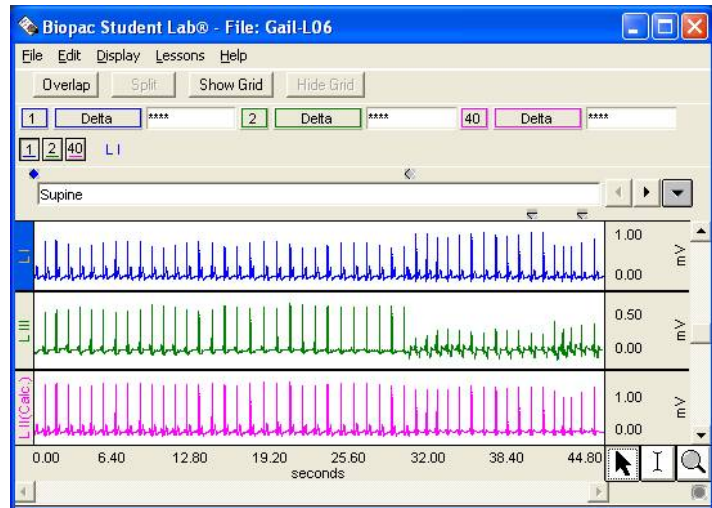 Biopac Student Lab® - File: Gail-L06
File Edit Display Lessons Help
Overlap Split Show Grid Hide Grid
1 Delta **** 2 Delta **** 40 Delta ****
1 2 40 L I
Supine
L I 1.00 0.00 mV
L III 0.50 0.00 mV
L II (Calc.) 1.00 0.00 mV
0.00 6.40 12.80 19.20 25.60 32.00 38.40 44.80
seconds